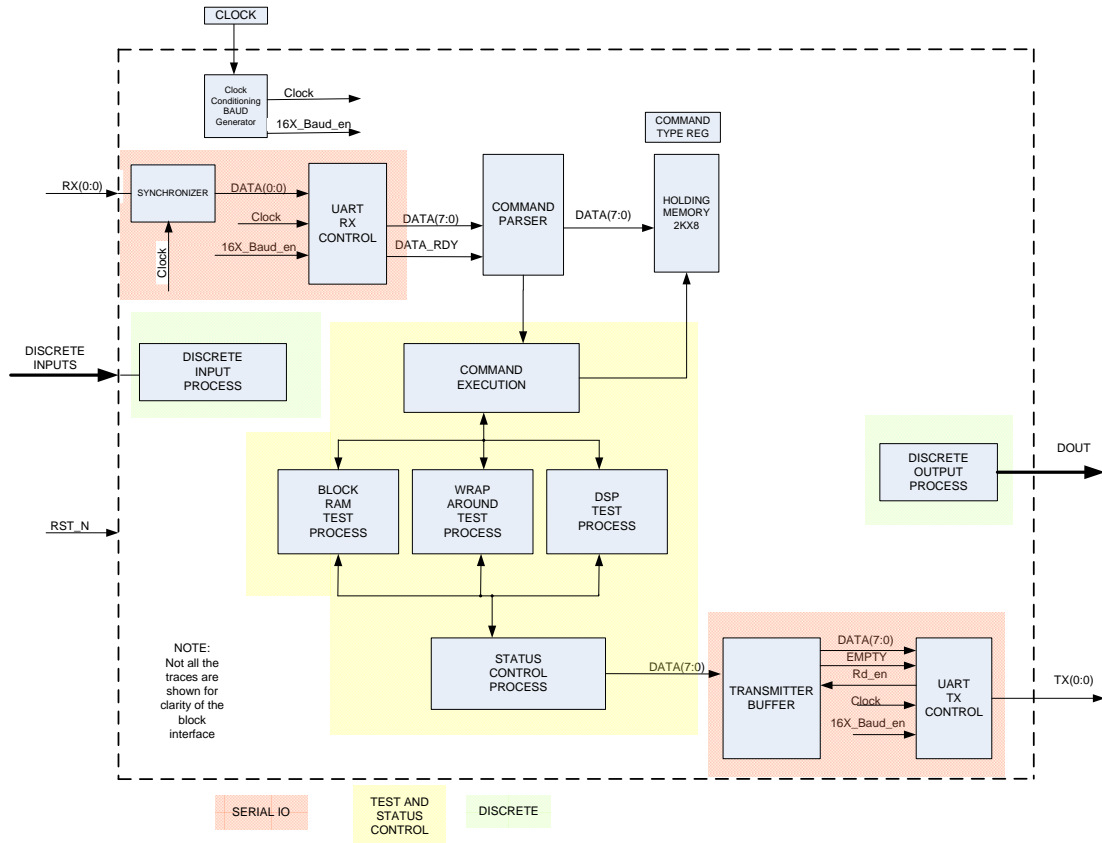 CLOCK
Clock
Conditioning
BAUD
Generator
Clock
16X_Baud_en
COMMAND
TYPE REG
RX(0:0)
SYNCHRONIZER
DATA(0:0)
Clock
16X_Baud_en
Clock
UART
RX
CONTROL
DATA(7:0)
DATA_RDY
COMMAND
PARSER
DATA(7:0)
HOLDING
MEMORY
2KX8
DISCRETE
INPUTS
DISCRETE
INPUT
PROCESS
COMMAND
EXECUTION
BLOCK
RAM
TEST
PROCESS
WRAP
AROUND
TEST
PROCESS
DSP
TEST
PROCESS
DISCRETE
OUTPUT
PROCESS
DOUT
RST_N
NOTE:
Not all the
traces are
shown for
clarity of the
block
interface
STATUS
CONTROL
PROCESS
DATA(7:0)
TRANSMITTER
BUFFER
DATA(7:0)
EMPTY
Rd_en
Clock
16X_Baud_en
UART
TX
CONTROL
TX(0:0)
SERIAL IO
TEST AND
STATUS
CONTROL
DISCRETE